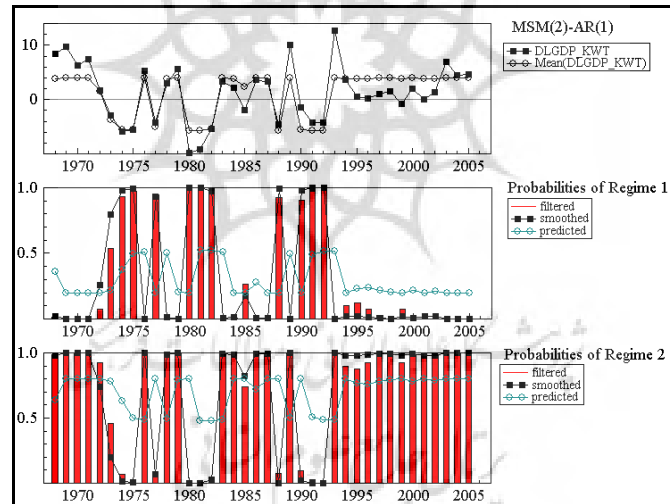 MSM(2)-AR(1)
DLGDP_KWT
Mean(DLGDP_KWT)
10
0
1970 1975 1980 1985 1990 1995 2000 2005
Probabilities of Regime 1
filtered
smoothed
predicted
1.0
0.5
1970 1975 1980 1985 1990 1995 2000 2005
Probabilities of Regime 2
filtered
smoothed
predicted
1.0
0.5
1970 1975 1980 1985 1990 1995 2000 2005